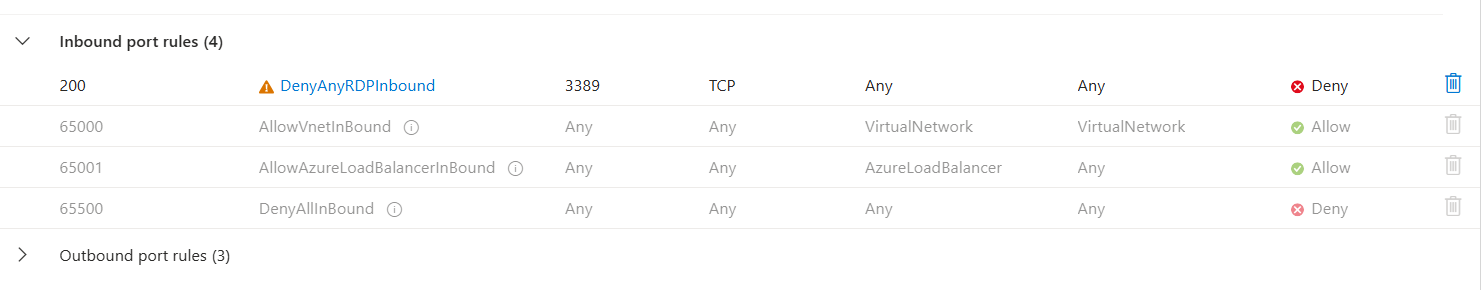 Inbound port rules (4)
200 DenyAnyRDPInbound 3389 TCP Any Any Deny
65000 AllowVnetInBound Any Any VirtualNetwork VirtualNetwork Allow
65001 AllowAzureLoadBalancerInBound Any Any AzureLoadBalancer Any Allow
65500 DenyAllInBound Any Any Any Any Deny
Outbound port rules (3)